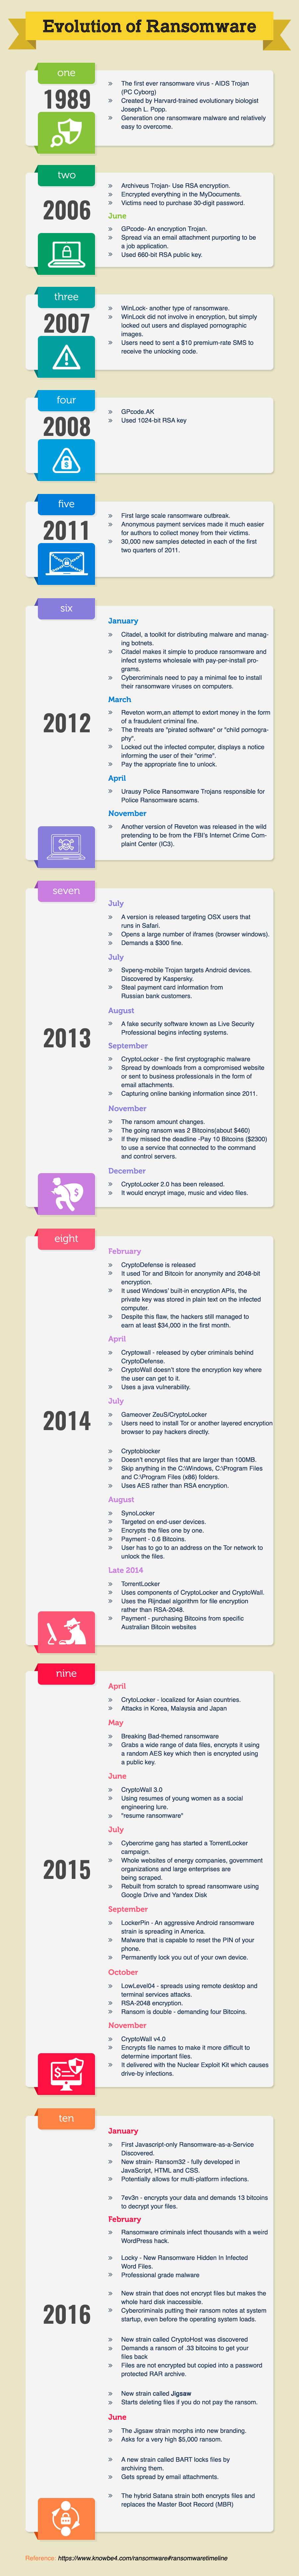 Evolution of Ransomware
one
1989
» The first ever ransomware virus - AIDS Trojan
(PC Cyborg)
» Created by Harvard-trained evolutionary biologist
Joseph L. Popp.
» Generation one ransomware malware and relatively
easy to overcome.
two
2006
» Archiveus Trojan- Use RSA encryption.
» Encrypted everything in the MyDocuments.
» Victims need to purchase 30-digit password.
June
» GPcode- An encryption Trojan.
» Spread via an email attachment purporting to be
a job application.
» Used 660-bit RSA public key.
three
2007
» WinLock- another type of ransomware.
» WinLock did not involve in encryption, but simply
locked out users and displayed pornographic
images.
» Users need to sent a $10 premium-rate SMS to
receive the unlocking code.
four
2008
» GPcode.AK
» Used 1024-bit RSA key
five
2011
» First large scale ransomware outbreak.
» Anonymous payment services made it much easier
for authors to collect money from their victims.
» 30,000 new samples detected in each of the first
two quarters of 2011.
six
2012
January
» Citadel, a toolkit for distributing malware and manag-
ing botnets.
» Citadel makes it simple to produce ransomware and
infect systems wholesale with pay-per-install pro-
grams.
» Cybercriminals need to pay a minimal fee to install
their ransomware viruses on computers.
March
» Reveton worm,an attempt to extort money in the form
of a fraudulent criminal fine.
» The threats are "pirated software" or "child pornogra-
phy".
» Locked out the infected computer, displays a notice
informing the user of their "crime".
» Pay the appropriate fine to unlock.
April
» Urausy Police Ransomware Trojans responsible for
Police Ransomware scams.
November
» Another version of Reveton was released in the wild
pretending to be from the FBI's Internet Crime Com-
plaint Center (IC3).
seven
2013
July
» A version is released targeting OSX users that
runs in Safari.
» Opens a large number of iframes (browser windows).
» Demands a $300 fine.
July
» Svpeng-mobile Trojan targets Android devices.
Discovered by Kaspersky.
» Steal payment card information from
Russian bank customers.
August
» A fake security software known as Live Security
Professional begins infecting systems.
September
» CryptoLocker - the first cryptographic malware
» Spread by downloads from a compromised website
or sent to business professionals in the form of
email attachments.
» Capturing online banking information since 2011.
November
» The ransom amount changes.
» The going ransom was 2 Bitcoins(about $460)
» If they missed the deadline -Pay 10 Bitcoins ($2300)
to use a service that connected to the command
and control servers.
December
» CryptoLocker 2.0 has been released.
» It would encrypt image, music and video files.
$
eight
2014
February
» CryptoDefense is released
» It used Tor and Bitcoin for anonymity and 2048-bit
encryption.
» It used Windows' built-in encryption APIs, the
private key was stored in plain text on the infected
computer.
» Despite this flaw, the hackers still managed to
earn at least $34,000 in the first month.
April
» Cryptowall - released by cyber criminals behind
CryptoDefense.
» CryptoWall doesn't store the encryption key where
the user can get to it.
» Uses a java vulnerability.
July
» Gameover ZeuS/CryptoLocker
» Users need to install Tor or another layered encryption
browser to pay hackers directly.
» Cryptoblocker
» Doesn't encrypt files that are larger than 100MB.
» Skip anything in the C:\Windows, C:\Program Files
and C:\Program Files (x86) folders.
» Uses AES rather than RSA encryption.
August
» SynoLocker
» Targeted on end-user devices.
» Encrypts the files one by one.
» Payment - 0.6 Bitcoins.
» User has to go to an address on the Tor network to
unlock the files.
Late 2014
» TorrentLocker
» Uses components of CryptoLocker and CryptoWall.
» Uses the Rijndael algorithm for file encryption
rather than RSA-2048.
» Payment - purchasing Bitcoins from specific
Australian Bitcoin websites
nine
2015
April
» CrytoLocker - localized for Asian countries.
» Attacks in Korea, Malaysia and Japan
May
» Breaking Bad-themed ransomware
» Grabs a wide range of data files, encrypts it using
a random AES key which then is encrypted using
a public key.
June
» CryptoWall 3.0
» Using resumes of young women as a social
engineering lure.
» "resume ransomware"
July
» Cybercrime gang has started a TorrentLocker
campaign.
» Whole websites of energy companies, government
organizations and large enterprises are
being scraped.
» Rebuilt from scratch to spread ransomware using
Google Drive and Yandex Disk
September
» LockerPin - An aggressive Android ransomware
strain is spreading in America.
» Malware that is capable to reset the PIN of your
phone.
» Permanently lock you out of your own device.
October
» LowLevel04 - spreads using remote desktop and
terminal services attacks.
» RSA-2048 encryption.
» Ransom is double - demanding four Bitcoins.
November
» CryptoWall v4.0
» Encrypts file names to make it more difficult to
determine important files.
» It delivered with the Nuclear Exploit Kit which causes
drive-by infections.
$
ten
2016
January
» First Javascript-only Ransomware-as-a-Service
Discovered.
» New strain- Ransom32 - fully developed in
JavaScript, HTML and CSS.
» Potentially allows for multi-platform infections.
» 7ev3n - encrypts your data and demands 13 bitcoins
to decrypt your files.
February
» Ransomware criminals infect thousands with a weird
WordPress hack.
» Locky - New Ransomware Hidden In Infected
Word Files.
» Professional grade malware
» New strain that does not encrypt files but makes the
whole hard disk inaccessible.
» Cybercriminals putting their ransom notes at system
startup, even before the operating system loads.
» New strain called CryptoHost was discovered
» Demands a ransom of .33 bitcoins to get your
files back
» Files are not encrypted but copied into a password
protected RAR archive.
» New strain called Jigsaw
» Starts deleting files if you do not pay the ransom.
June
» The Jigsaw strain morphs into new branding.
» Asks for a very high $5,000 ransom.
» A new strain called BART locks files by
archiving them.
» Gets spread by email attachments.
» The hybrid Satana strain both encrypts files and
replaces the Master Boot Record (MBR)
Reference: https://www.knowbe4.com/ransomware#ransomwaretimeline